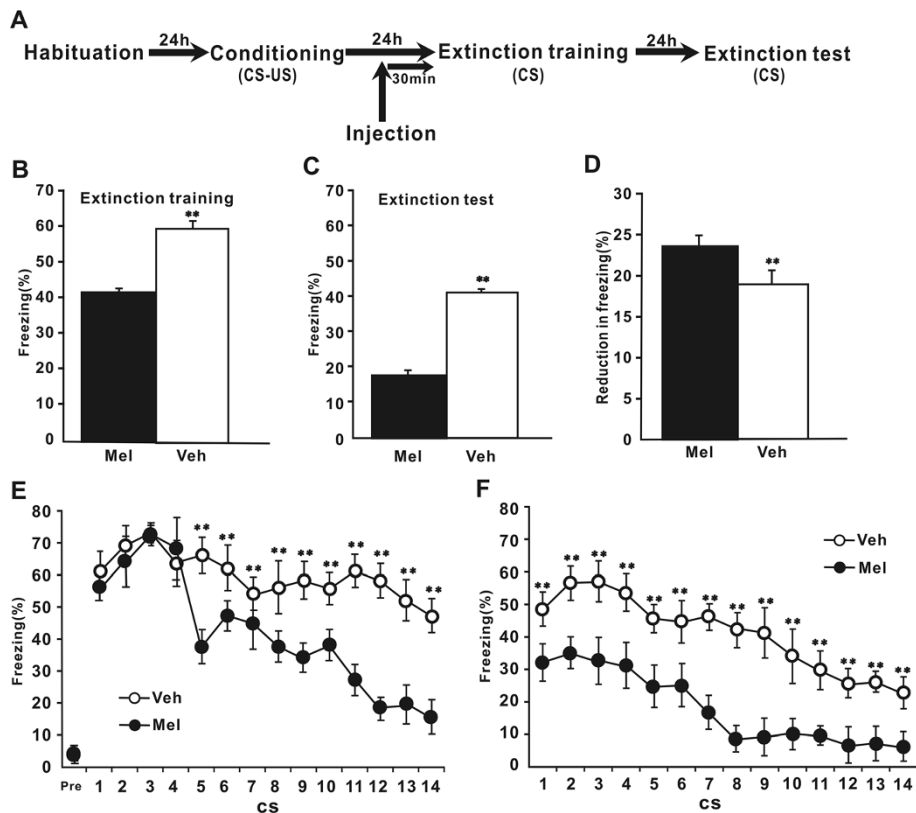 A
Habituation 24h Conditioning 24h Extinction training 24h Extinction test
(CS-US) 30min (CS) (CS)
Injection
B
Extinction training
Freezing(%)
70
60
50
40
30
20
10
0
**
Mel Veh
C
Extinction test
Freezing(%)
70
60
50
40
30
20
10
0
**
Mel Veh
D
Reduction in freezing(%)
30
25
20
15
10
5
0
**
Mel Veh
E
Freezing(%)
80
70
60
50
40
30
20
10
0
** ** ** ** ** ** ** ** ** **
Veh
Mel
Pre 1 2 3 4 5 6 7 8 9 10 11 12 13 14
CS
F
Freezing(%)
80
70
60
50
40
30
20
10
0
** ** ** ** ** ** ** ** ** ** ** ** ** **
Veh
Mel
1 2 3 4 5 6 7 8 9 10 11 12 13 14
CS